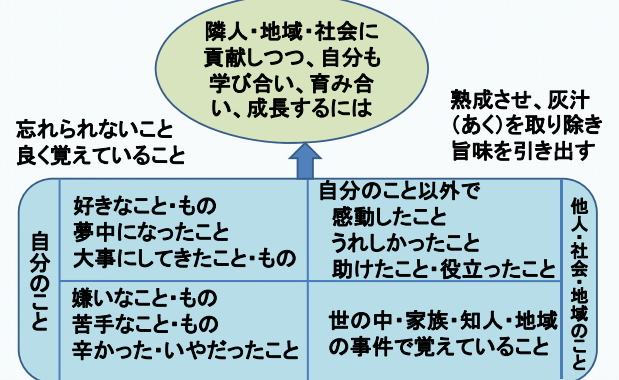 隣人・地域・社会に
貢献しつつ、自分も
学び合い、育み合
い、成長するには
忘れられないこと
良く覚えていること
熟成させ、灰汁
（あく）を取り除き
旨味を引き出す
自分のこと
好きなこと・もの
夢中になったこと
大事にしてきたこと・もの
自分のこと以外で
感動したこと
うれしかったこと
助けたこと・役立ったこと
嫌いなこと・もの
苦手なこと・もの
辛かった・いやだったこと
世の中・家族・知人・地域
の事件で覚えていること
他人・社会・地域のこと